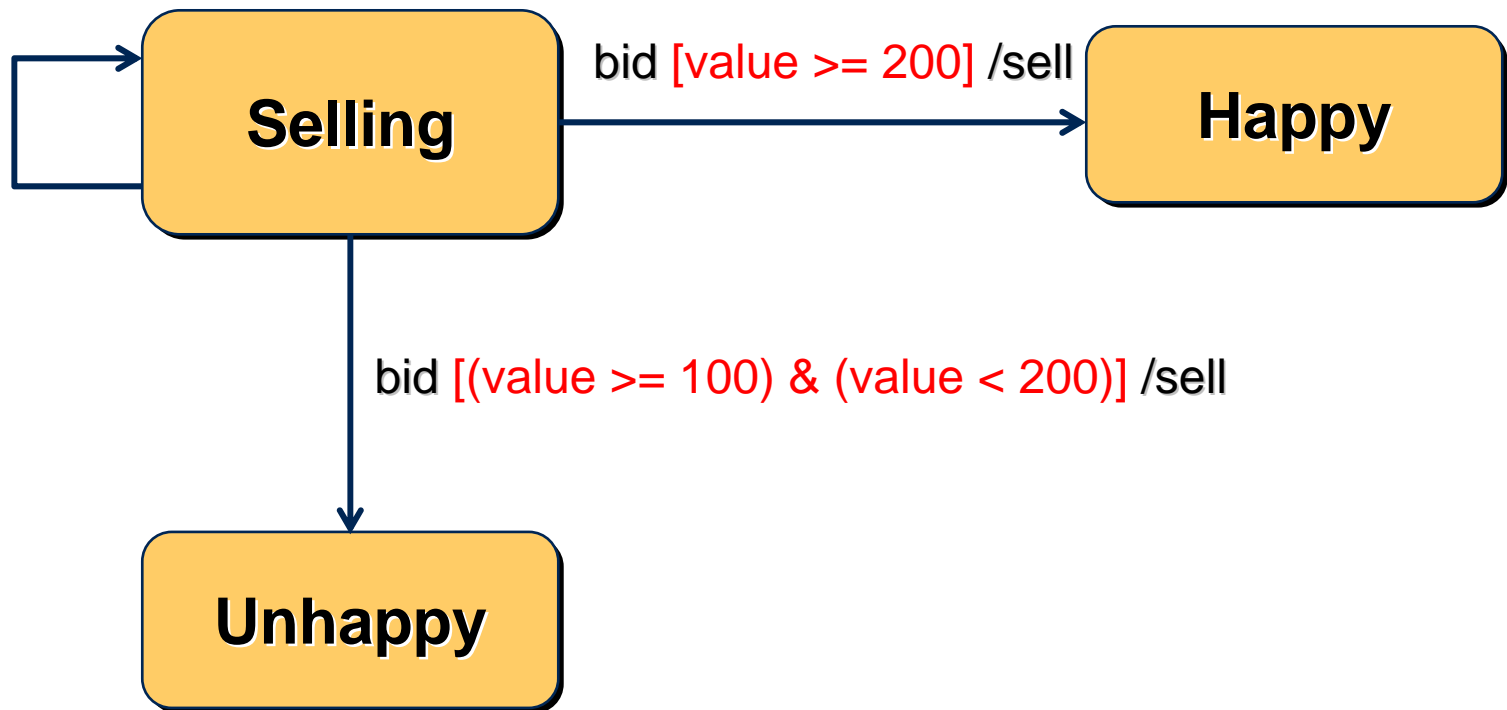 bid [value >= 200] /sell
Selling
Happy
bid [(value >= 100) & (value < 200)] /sell
Unhappy